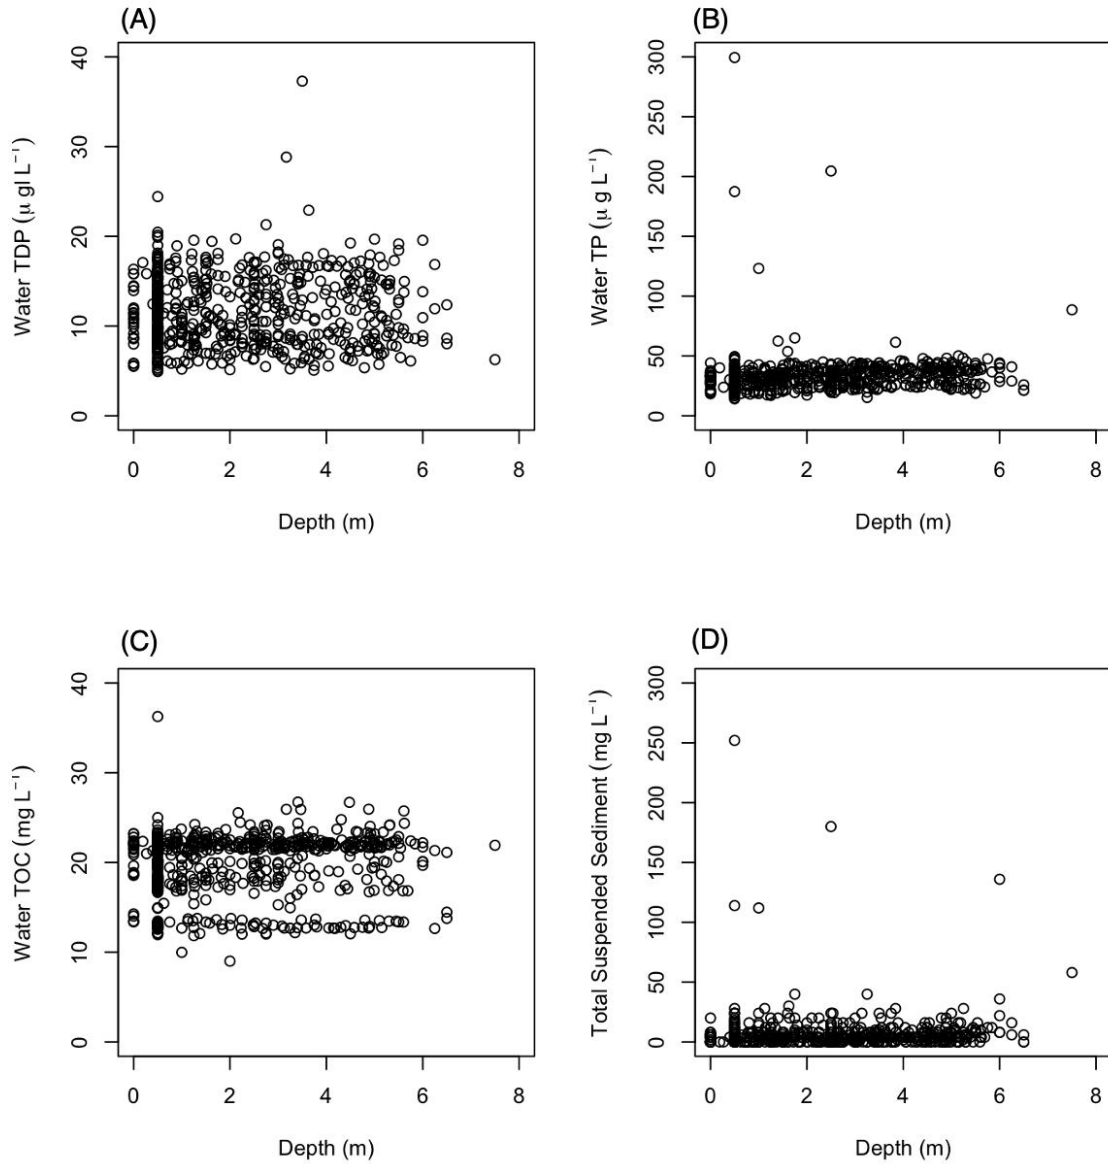 (A)
Water TDP (μ gl L⁻¹)
40
30
20
10
0
0 2 4 6 8
Depth (m)
(B)
Water TP (μ g L⁻¹)
300
250
200
150
100
50
0
0 2 4 6 8
Depth (m)
(C)
Water TOC (mg L⁻¹)
40
30
20
10
0
0 2 4 6 8
Depth (m)
(D)
Total Suspended Sediment (mg L⁻¹)
300
250
200
150
100
50
0
0 2 4 6 8
Depth (m)